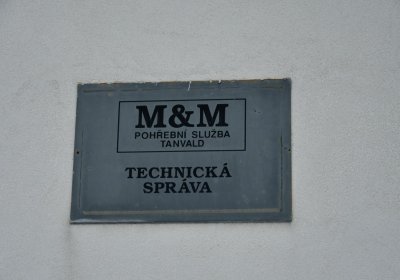 M&M
POHŘEBNÍ SLUŽBA
TANVALD
TECHNICKÁ
SPRÁVA